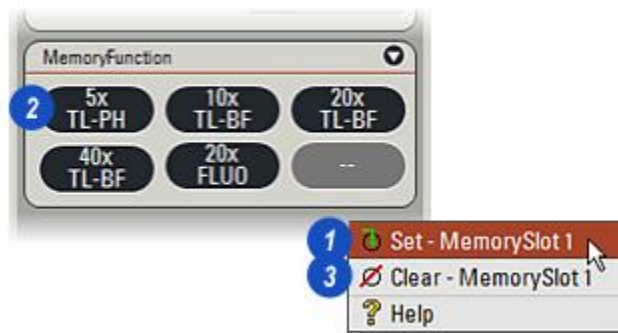 MemoryFunction
2
5x
TL-PH
10x
TL-BF
20x
TL-BF
40x
TL-BF
20x
FLUO
--
1 Set - MemorySlot 1
3 Clear - MemorySlot 1
? Help